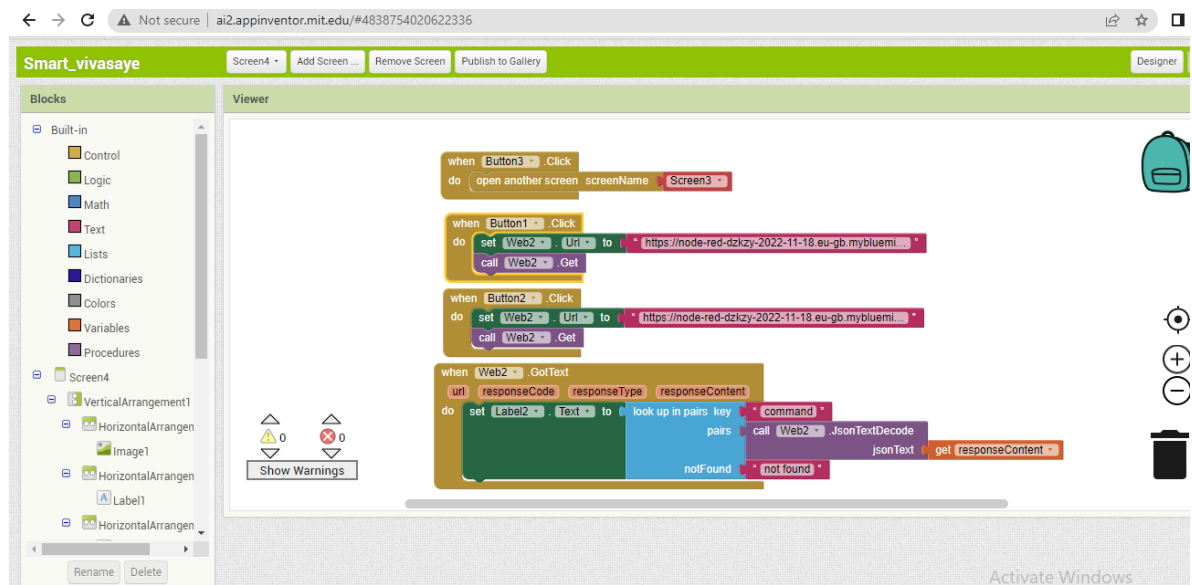 Not secure ai2.appinventor.mit.edu/#4838754020622336
Smart_vivasaye Screen4 Add Screen ... Remove Screen Publish to Gallery Designer
Blocks Viewer
Built-in
Control
Logic
Math
Text
Lists
Dictionaries
Colors
Variables
Procedures
Screen4
VerticalArrangement1
HorizontalArrangen
Image1
HorizontalArrangen
Label1
HorizontalArrangen
Rename Delete
when Button3 .Click
do open another screen screenName Screen3
when Button1 .Click
do set Web2 . Url to " https://node-red-dzkzy-2022-11-18.eu-gb.mybluemi... "
call Web2 .Get
when Button2 .Click
do set Web2 . Url to " https://node-red-dzkzy-2022-11-18.eu-gb.mybluemi... "
call Web2 .Get
when Web2 .GotText
url responseCode responseType responseContent
do set Label2 . Text to look up in pairs key " command "
pairs call Web2 .JsonTextDecode
jsonText get responseContent
notFound " not found "
0 0
Show Warnings
Activate Windows